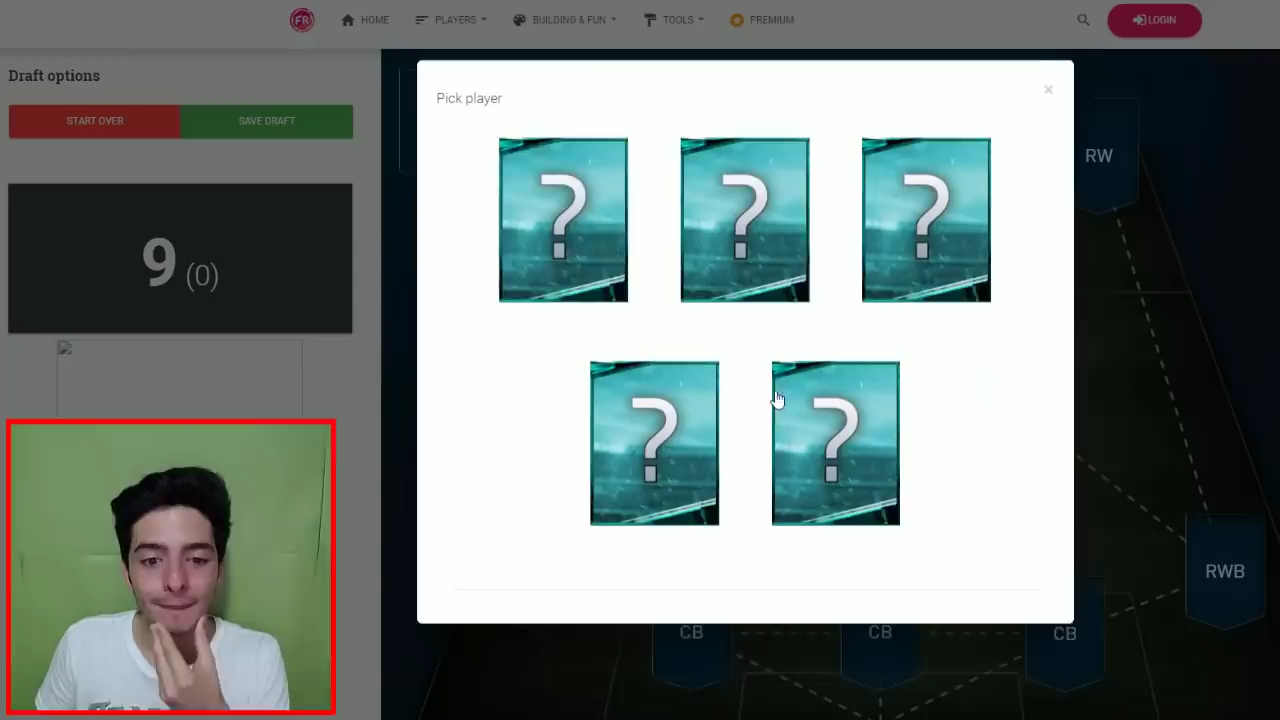 FR HOME PLAYERS BUILDING & FUN TOOLS PREMIUM LOGIN
Draft options
START OVER SAVE DRAFT
9 (0)
Pick player
×
? ? ?
? ?
RW
RWB
CB CB CB